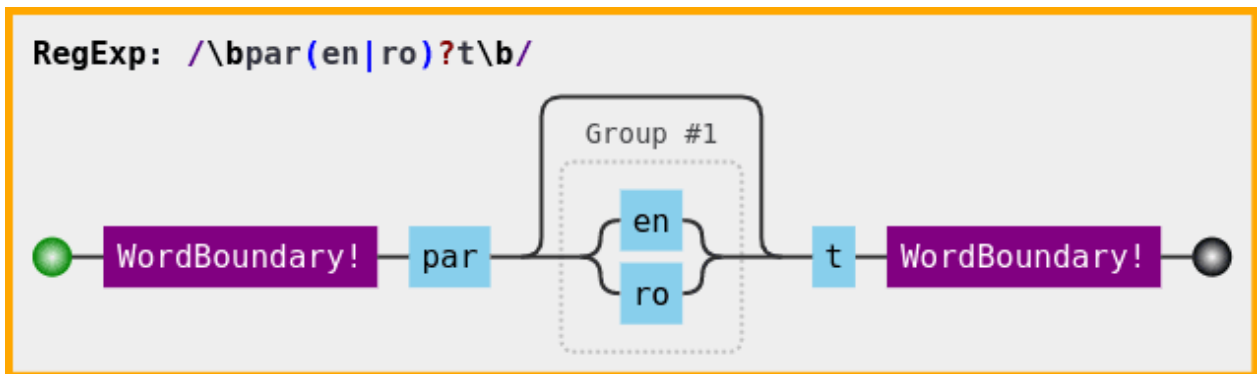 RegExp: /\bpar(en|ro)?t\b/
Group #1
en
WordBoundary! par t WordBoundary!
ro